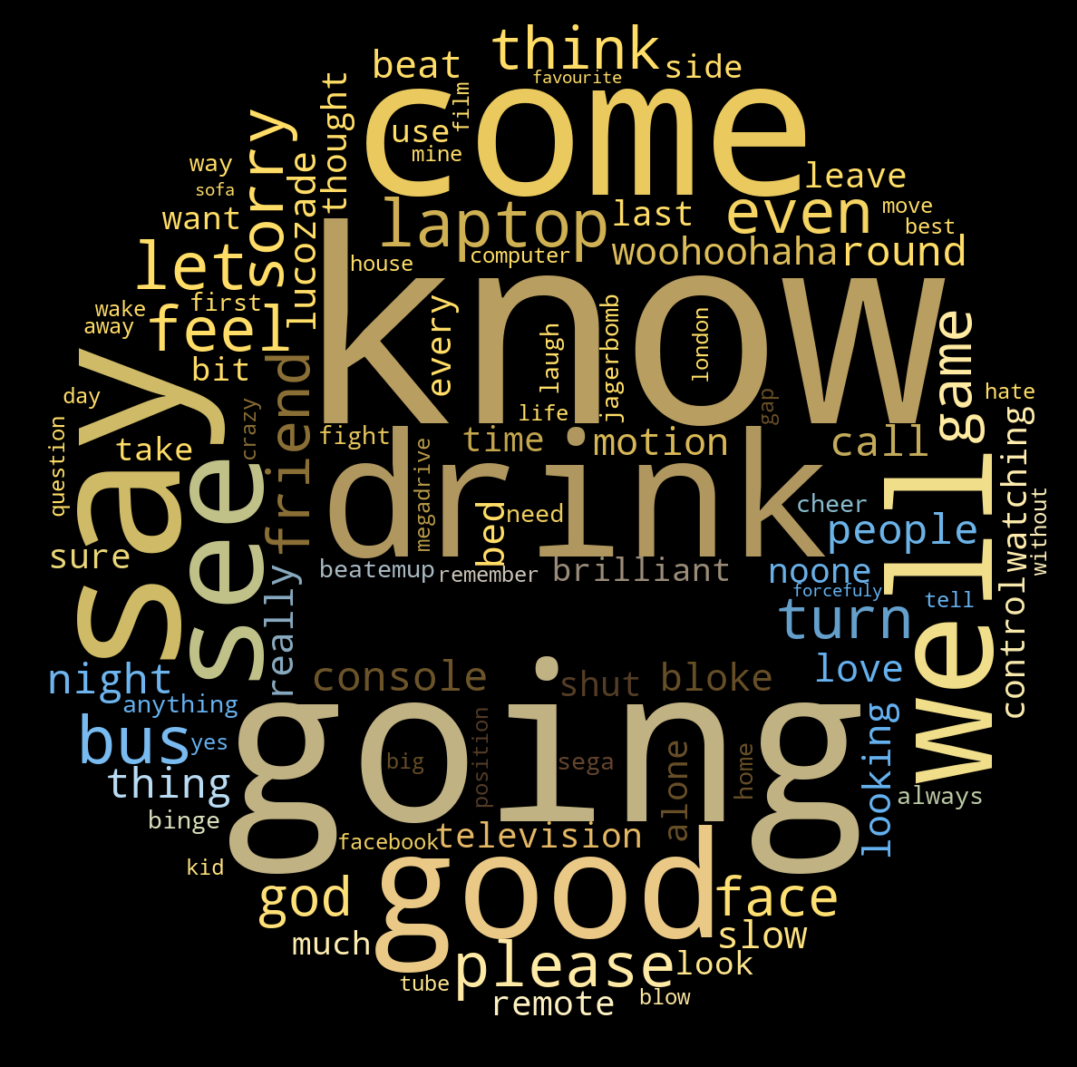 think
beat
side
favourite
come
film
thought
use
mine
sorry
way
leave
sofa
lucozade
want
laptop
last
even
move
best
let
woohoohaha
round
house
computer
know
first
wake
feel
away
every
laugh
jagerbomb
london
game
say
friend
bit
life
gap
hate
day
crazy
drink
fight
time
motion
call
well
watching
question
take
see
megadrive
bed
need
cheer
people
without
sure
really
beatemup
remember
brilliant
noone
forcefuly
tell
turn
control
night
console
shut
bloke
love
anything
going
bus
yes
big
position
sega
alone
home
looking
thing
always
binge
facebook
television
kid
good
god
face
much
slow
please
look
tube
remote
blow